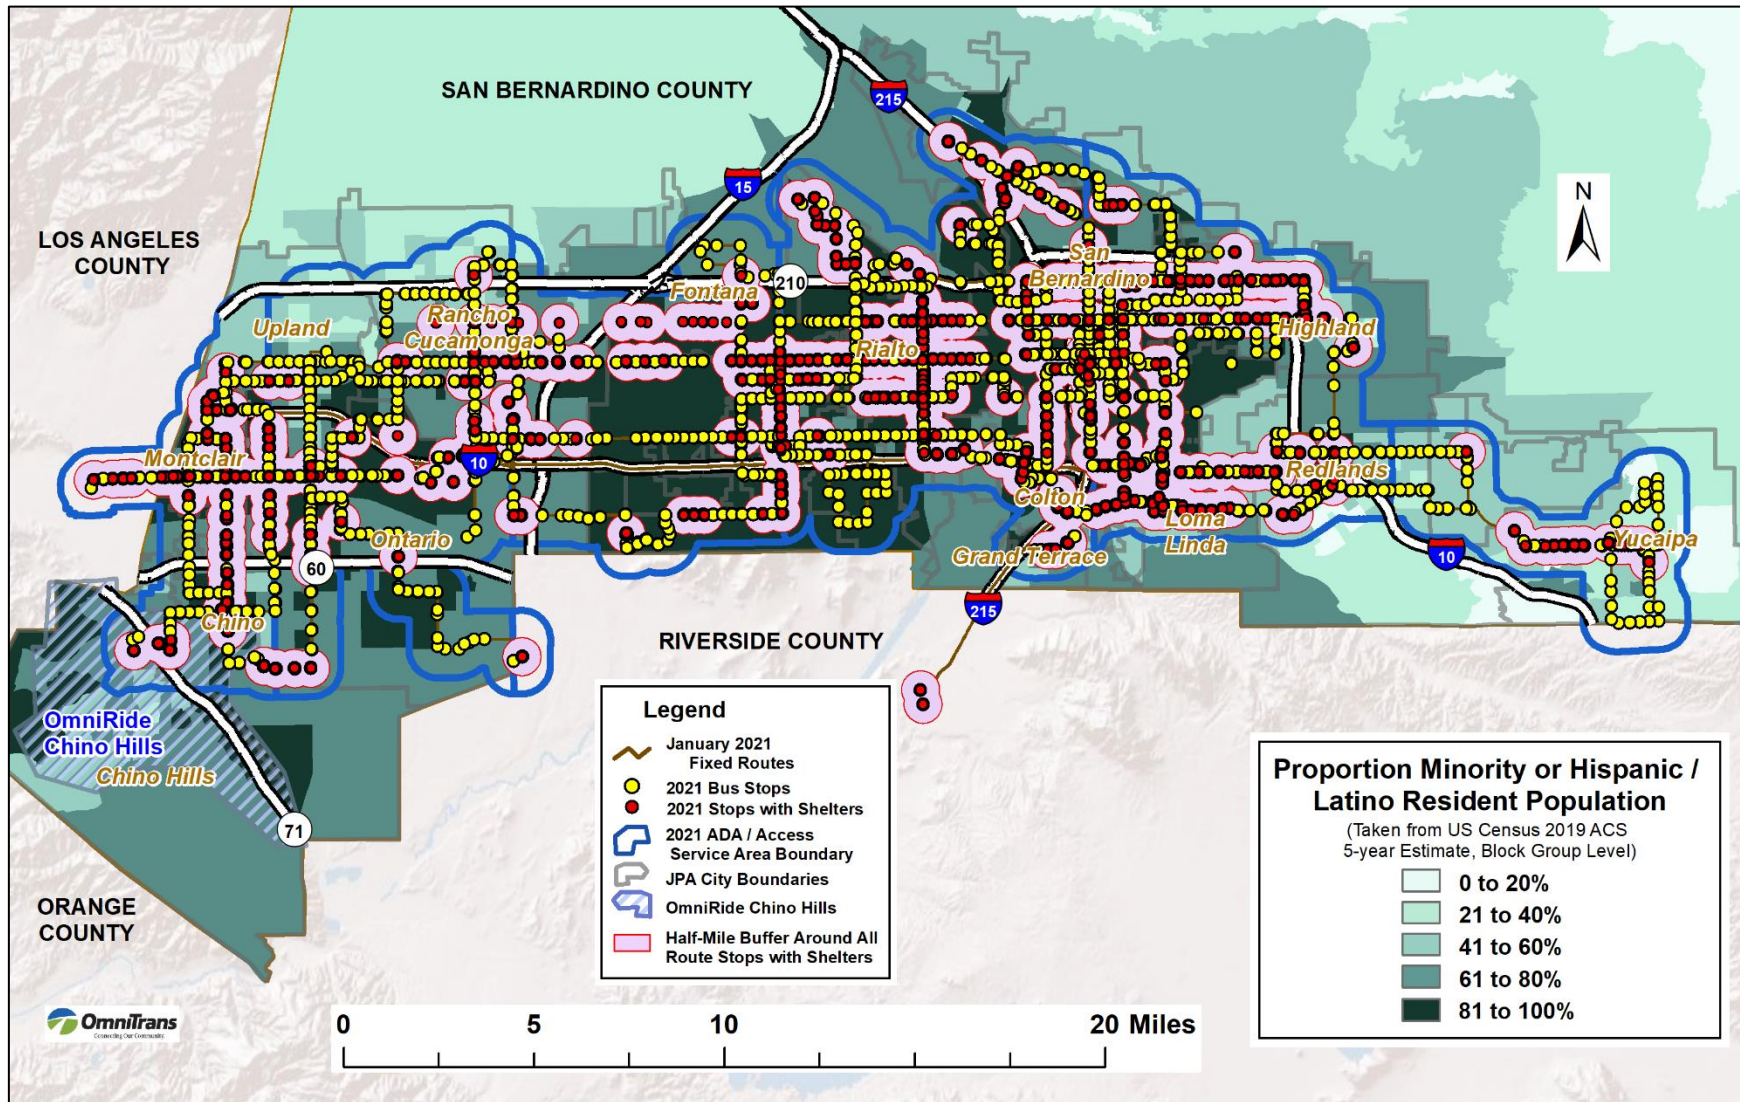 SAN BERNARDINO COUNTY
215
15
N
LOS ANGELES
COUNTY
San
Bernardino
210
Fontana
Rancho
Cucamonga
Upland
Highland
Rialto
Montclair
10
Redlands
Colton
Loma
Linda
Ontario
Grand Terrace
Yucaipa
10
60
215
Chino
RIVERSIDE COUNTY
OmniRide
Chino Hills
Chino Hills
71
ORANGE
COUNTY
Legend
January 2021
Fixed Routes
2021 Bus Stops
2021 Stops with Shelters
2021 ADA / Access
Service Area Boundary
JPA City Boundaries
OmniRide Chino Hills
Half-Mile Buffer Around All
Route Stops with Shelters
Proportion Minority or Hispanic /
Latino Resident Population
(Taken from US Census 2019 ACS
5-year Estimate, Block Group Level)
0 to 20%
21 to 40%
41 to 60%
61 to 80%
81 to 100%
OmniTrans
Connecting Our Community.
0 5 10 20 Miles